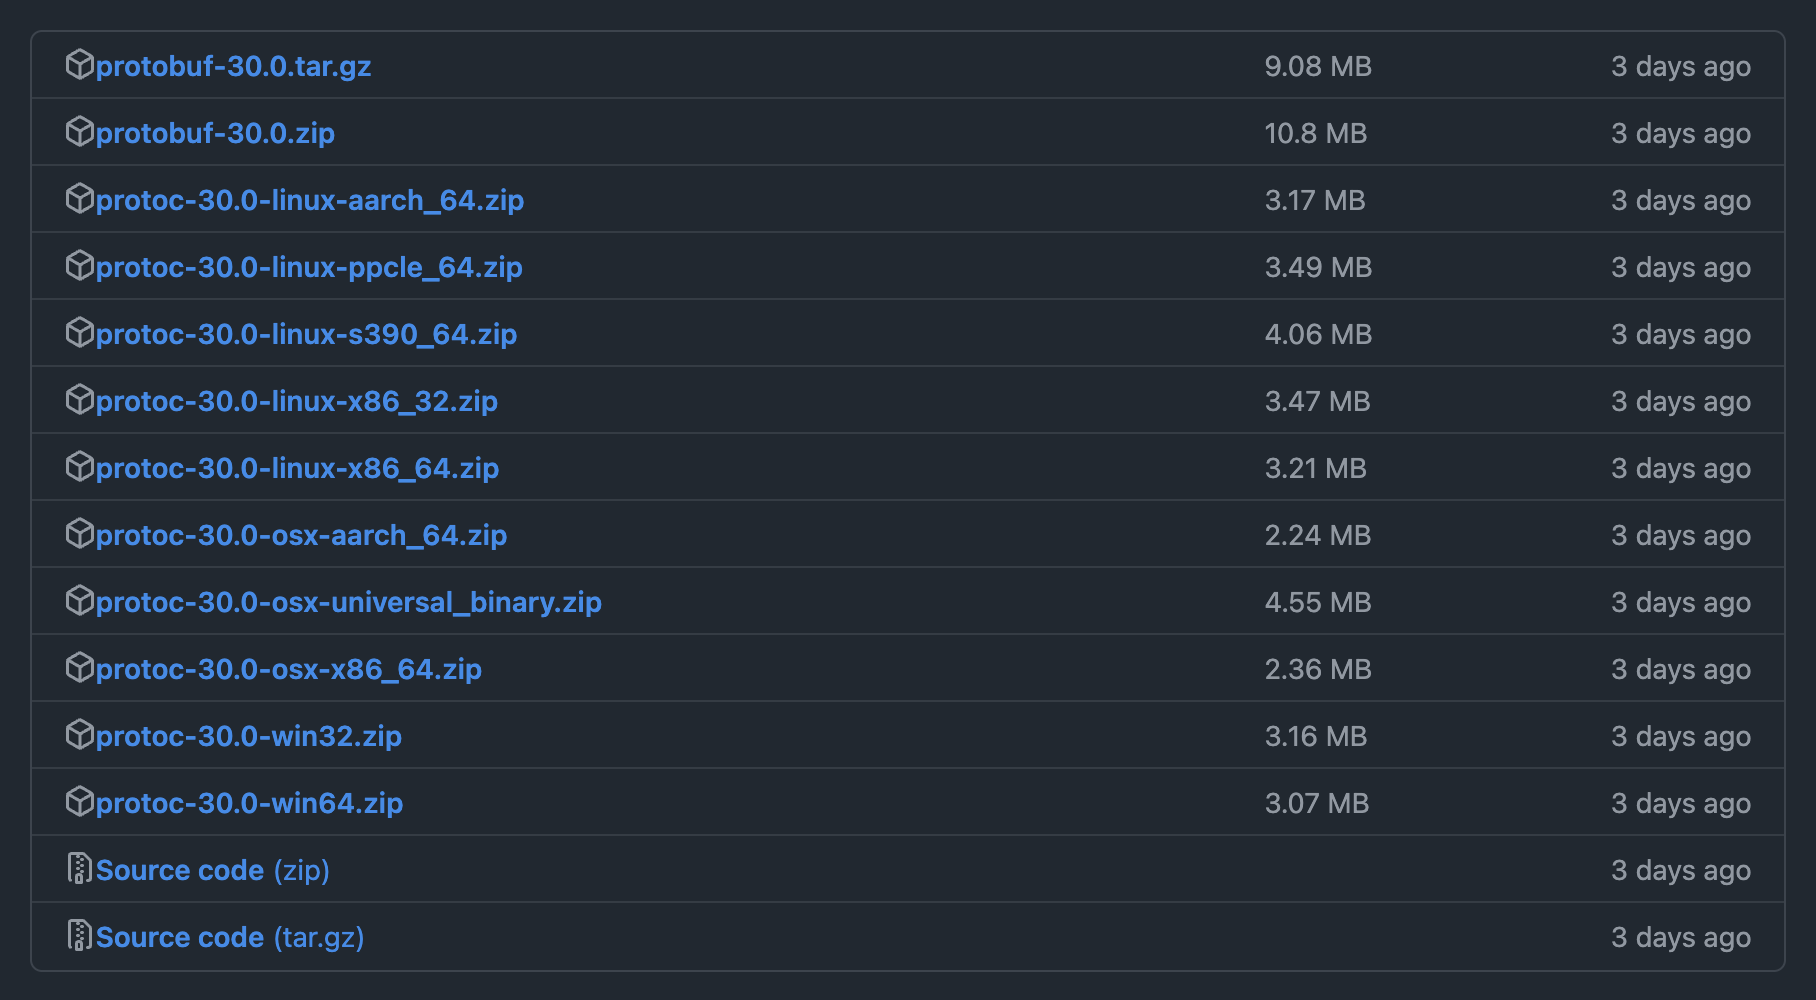 protobuf-30.0.tar.gz 9.08 MB 3 days ago
protobuf-30.0.zip 10.8 MB 3 days ago
protoc-30.0-linux-aarch_64.zip 3.17 MB 3 days ago
protoc-30.0-linux-ppcle_64.zip 3.49 MB 3 days ago
protoc-30.0-linux-s390_64.zip 4.06 MB 3 days ago
protoc-30.0-linux-x86_32.zip 3.47 MB 3 days ago
protoc-30.0-linux-x86_64.zip 3.21 MB 3 days ago
protoc-30.0-osx-aarch_64.zip 2.24 MB 3 days ago
protoc-30.0-osx-universal_binary.zip 4.55 MB 3 days ago
protoc-30.0-osx-x86_64.zip 2.36 MB 3 days ago
protoc-30.0-win32.zip 3.16 MB 3 days ago
protoc-30.0-win64.zip 3.07 MB 3 days ago
Source code (zip) 3 days ago
Source code (tar.gz) 3 days ago